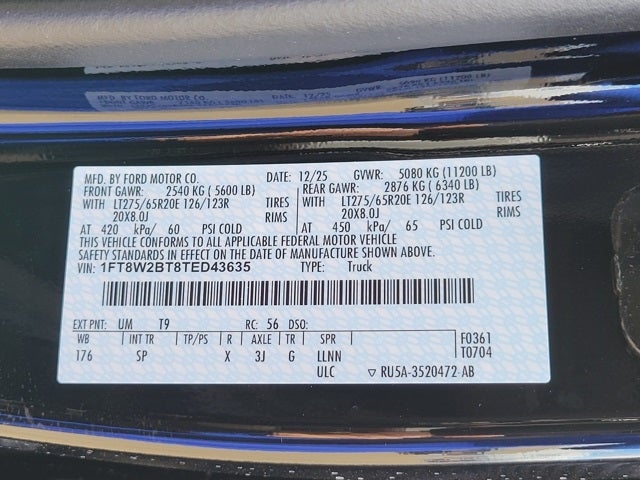 MFD. BY FORD MOTOR CO. DATE: 12/25 GVWR: 5080 KG (11200 LB)
FRONT GAWR: 2540 KG ( 5600 LB) REAR GAWR: 2876 KG ( 6340 LB)
WITH LT275/65R20E 126/123R TIRES WITH LT275/65R20E 126/123R TIRES
20X8.0J RIMS 20X8.0J RIMS
AT 420 kPa/ 60 PSI COLD AT 450 kPa/ 65 PSI COLD
THIS VEHICLE CONFORMS TO ALL APPLICABLE FEDERAL MOTOR VEHICLE
SAFETY STANDARDS IN EFFECT ON THE DATE OF MANUFACTURE SHOWN ABOVE.
VIN: 1FT8W2BT8TED43635 TYPE: Truck
EXT PNT: UM T9 RC: 56 DSO:
WB INT TR TP/PS R AXLE TR SPR F0361
176 SP X 3J G LLNN T0704
ULC ▽ RU5A-3520472-AB